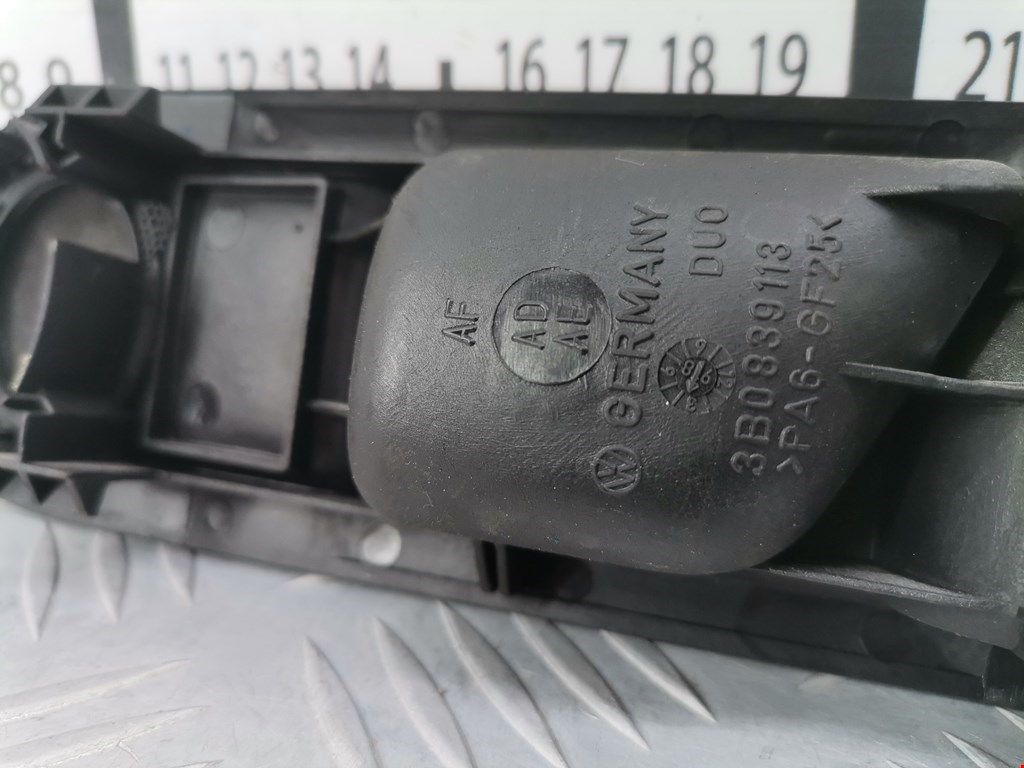 8 9 11 12 13 14 16 17 18 19 21
AF
AD
AE
GERMANY
DUO
3B0839113
>PA6-GF25<